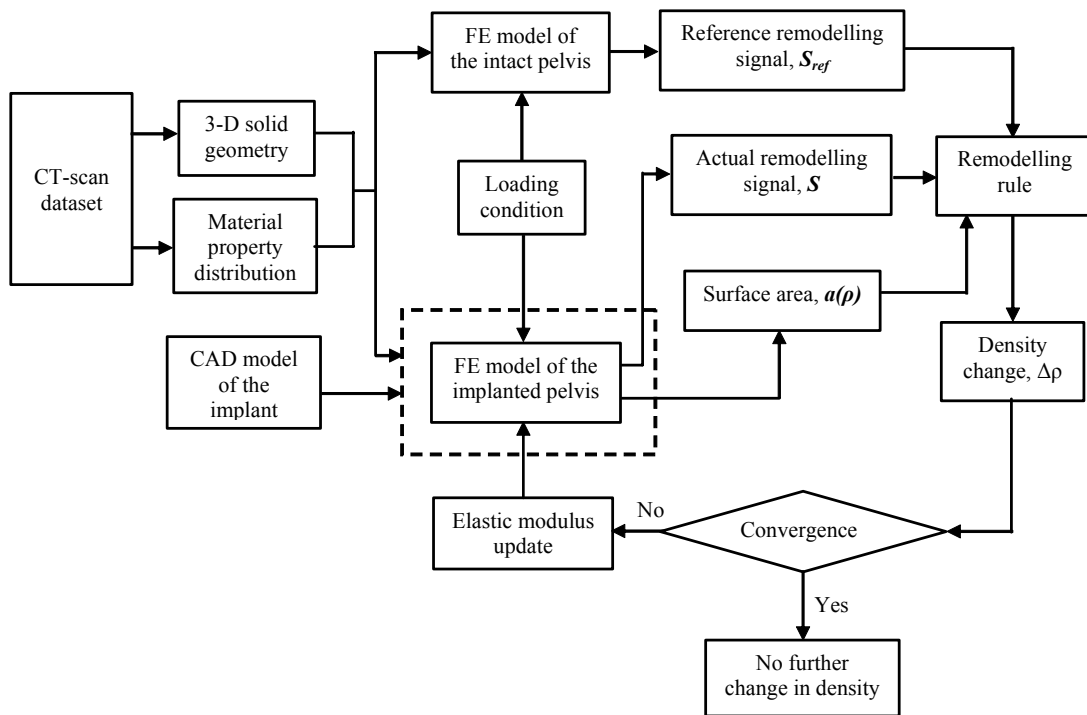 FE model of
the intact pelvis
Reference remodelling
signal, S_ref
CT-scan
dataset
3-D solid
geometry
Material
property
distribution
Loading
condition
Actual remodelling
signal, S
Remodelling
rule
Surface area, a(ρ)
CAD model
of the
implant
FE model of the
implanted pelvis
Density
change, Δρ
Elastic modulus
update
No
Convergence
Yes
No further
change in density